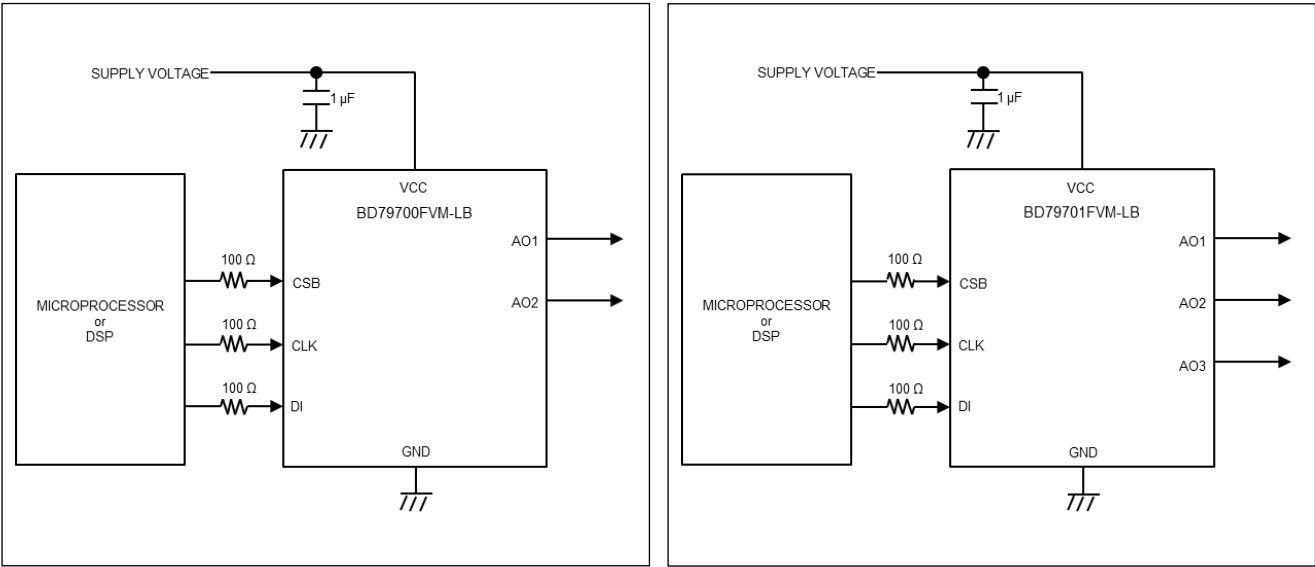 SUPPLY VOLTAGE
1 µF
VCC
BD79700FVM-LB
AO1
100 Ω
CSB
AO2
MICROPROCESSOR
or
DSP
100 Ω
CLK
100 Ω
DI
GND
SUPPLY VOLTAGE
1 µF
VCC
BD79701FVM-LB
AO1
100 Ω
CSB
AO2
MICROPROCESSOR
or
DSP
100 Ω
CLK
AO3
100 Ω
DI
GND